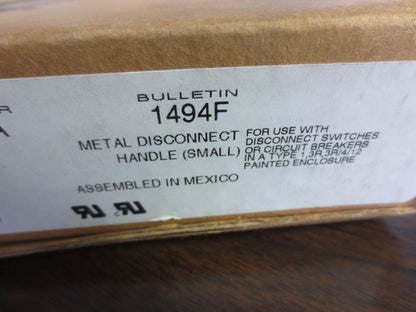 R
A
BULLETIN
1494F
METAL DISCONNECT
HANDLE (SMALL)
FOR USE WITH
DISCONNECT SWITCHES
OR CIRCUIT BREAKERS
IN A TYPE 1,3R,3R/4/12
PAINTED ENCLOSURE
ASSEMBLED IN MEXICO